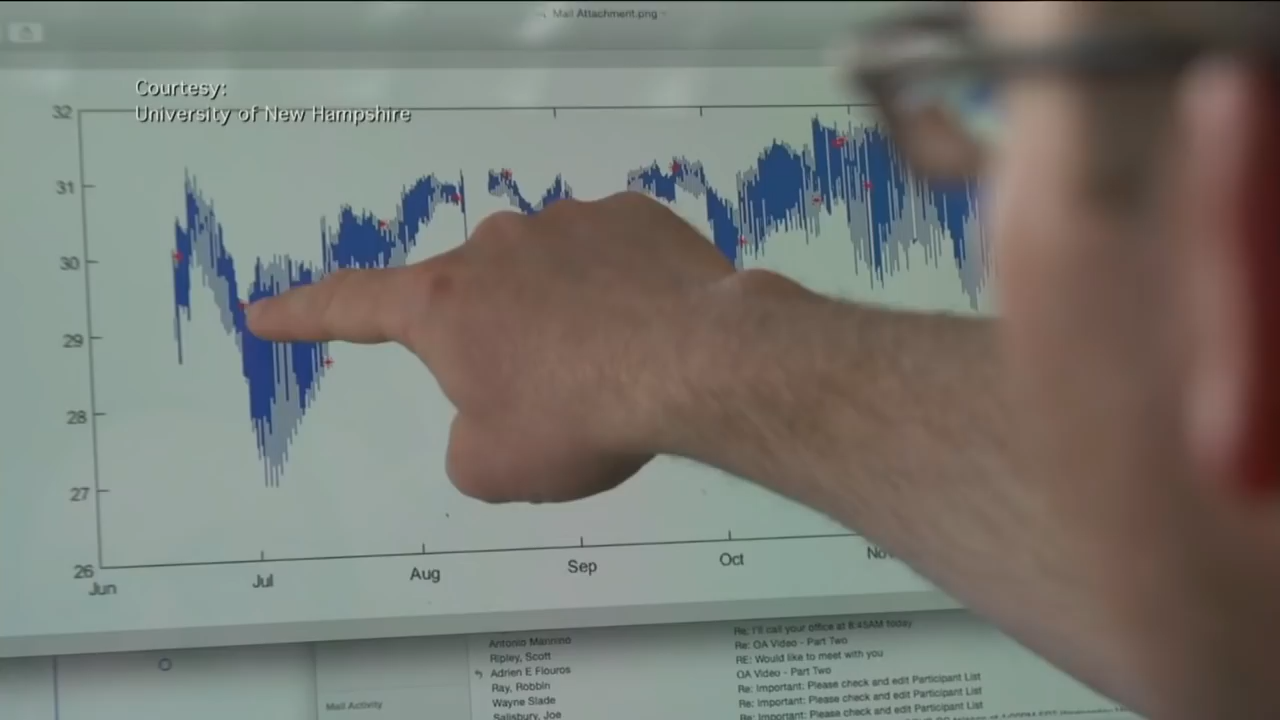 Mail Attachment.png
Courtesy:
University of New Hampshire
32
31
30
29
28
27
26
Jun
Jul
Aug
Sep
Oct
Antonio Mannino
Ripley, Scott
Adrien E Flouros
Ray, Robbin
Wayne Slade
Salisbury, Joe
Mail Activity
Re: I'll call your office at 8:45AM today
Re: OA Video - Part Two
RE: Would like to meet with you
OA Video - Part Two
Re: Important: Please check and edit Participant List
Re: Important: Please check and edit Participant List
Re: Important: Please check and edit Participant List